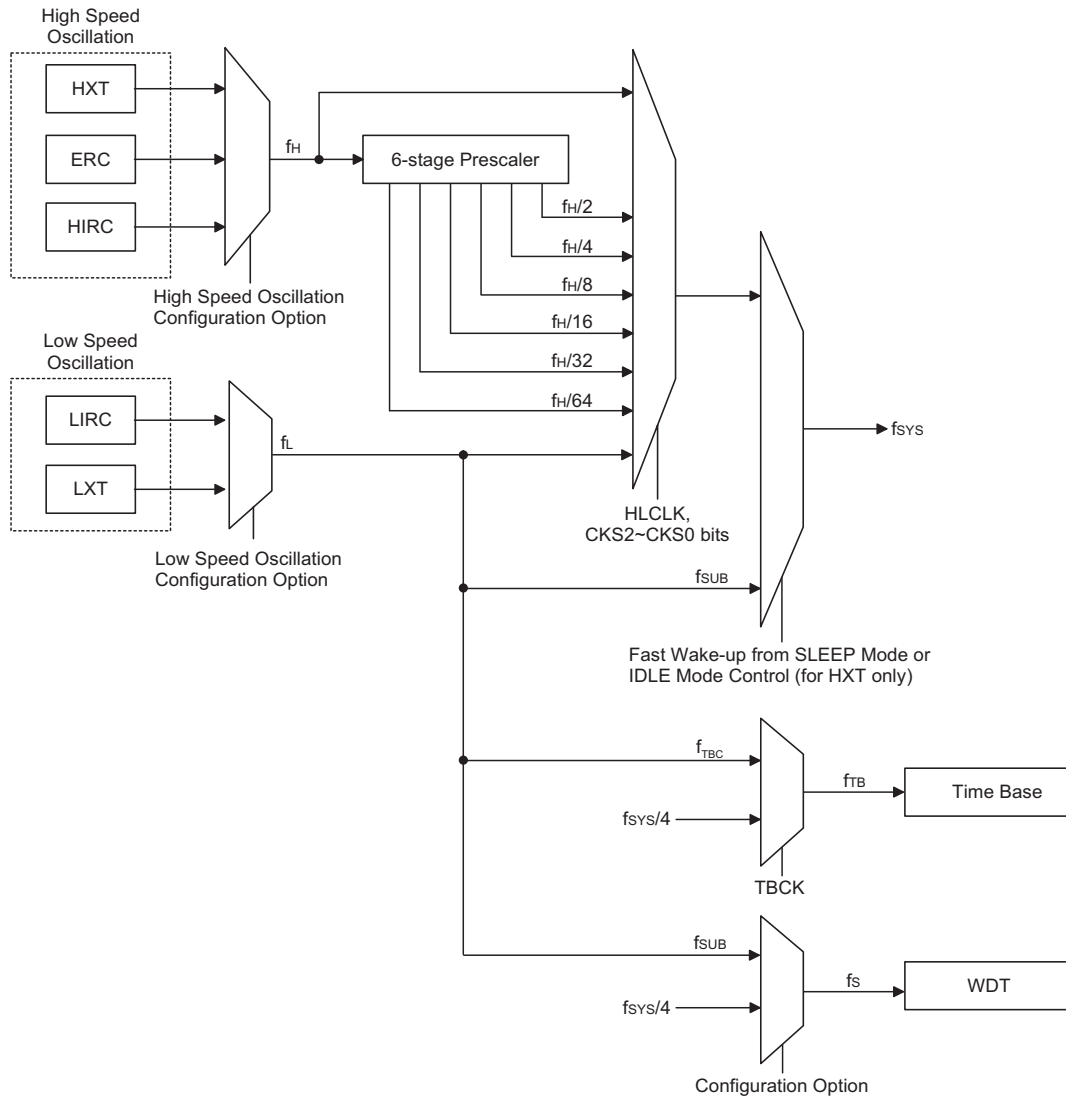 High Speed
Oscillation
HXT
ERC
HIRC
fH
6-stage Prescaler
fH/2
fH/4
fH/8
fH/16
fH/32
fH/64
High Speed Oscillation
Configuration Option
Low Speed
Oscillation
LIRC
LXT
fL
Low Speed Oscillation
Configuration Option
HLCLK,
CKS2~CKS0 bits
fSYS
fSUB
Fast Wake-up from SLEEP Mode or
IDLE Mode Control (for HXT only)
fTBC
fSYS/4
fTB
Time Base
TBCK
fSUB
fSYS/4
fS
WDT
Configuration Option